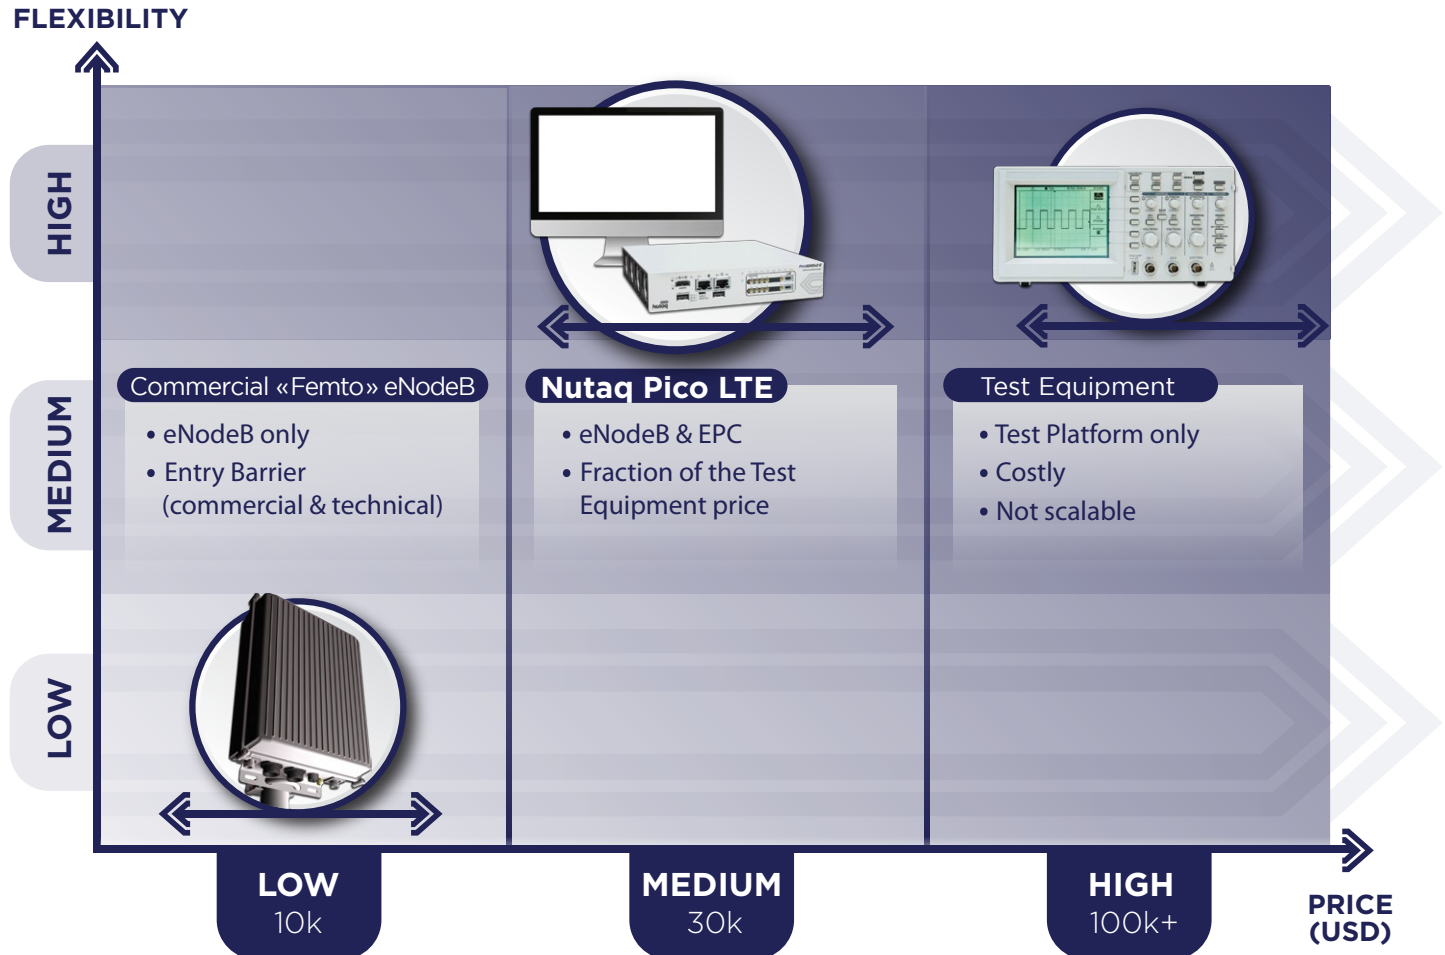 FLEXIBILITY
HIGH
MEDIUM
LOW
Nutaq
Commercial «Femto» eNodeB
• eNodeB only
• Entry Barrier
(commercial & technical)
Nutaq Pico LTE
• eNodeB & EPC
• Fraction of the Test
Equipment price
Test Equipment
• Test Platform only
• Costly
• Not scalable
LOW
10k
MEDIUM
30k
HIGH
100k+
PRICE
(USD)